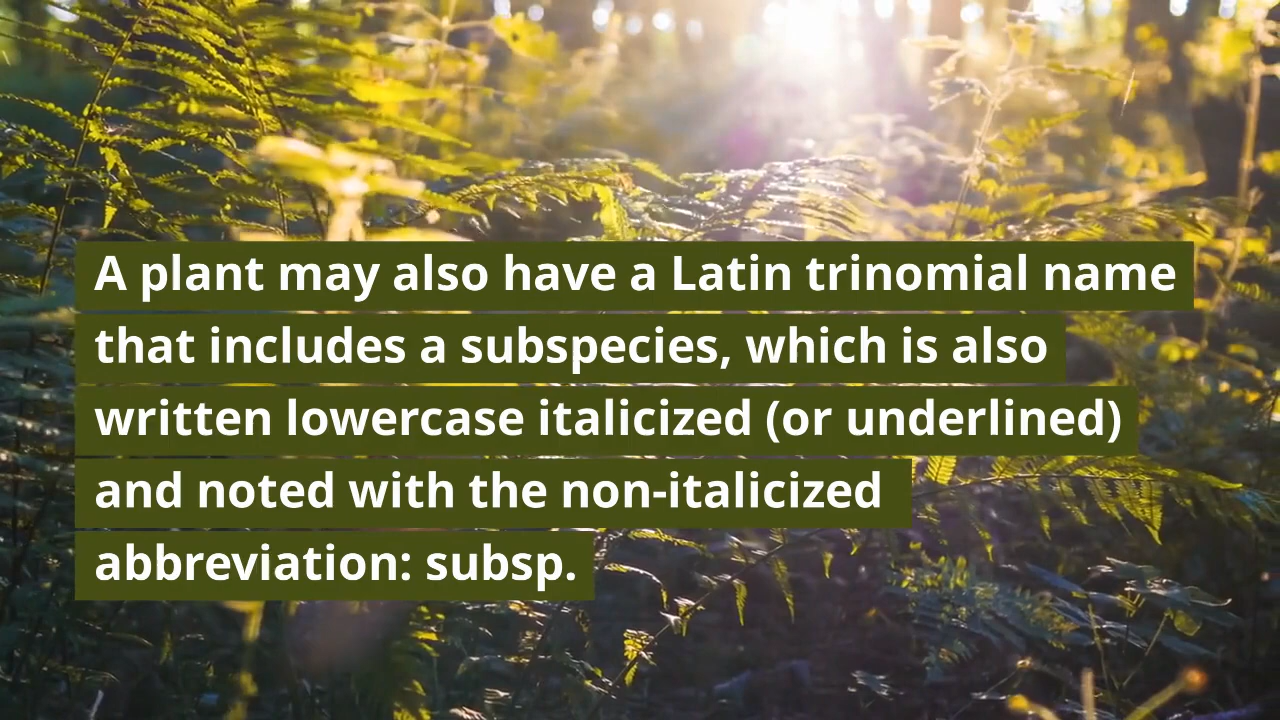 A plant may also have a Latin trinomial name
that includes a subspecies, which is also
written lowercase italicized (or underlined)
and noted with the non-italicized
abbreviation: subsp.